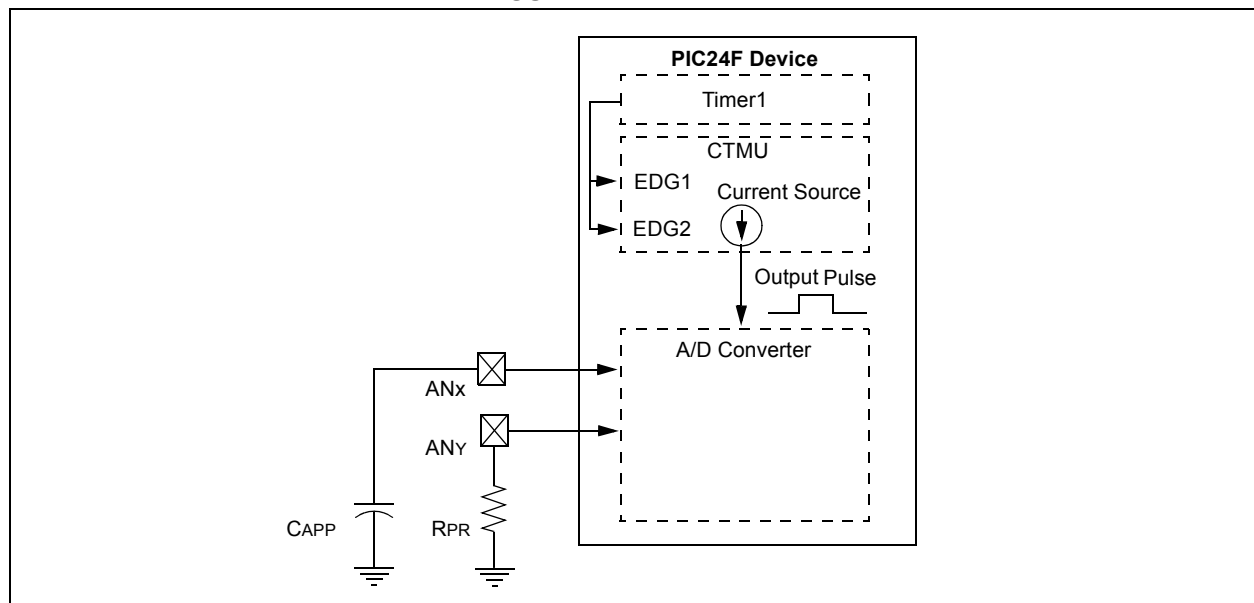 PIC24F Device
Timer1
CTMU
EDG1
Current Source
EDG2
Output Pulse
A/D Converter
ANX
ANY
CAPP
RPR